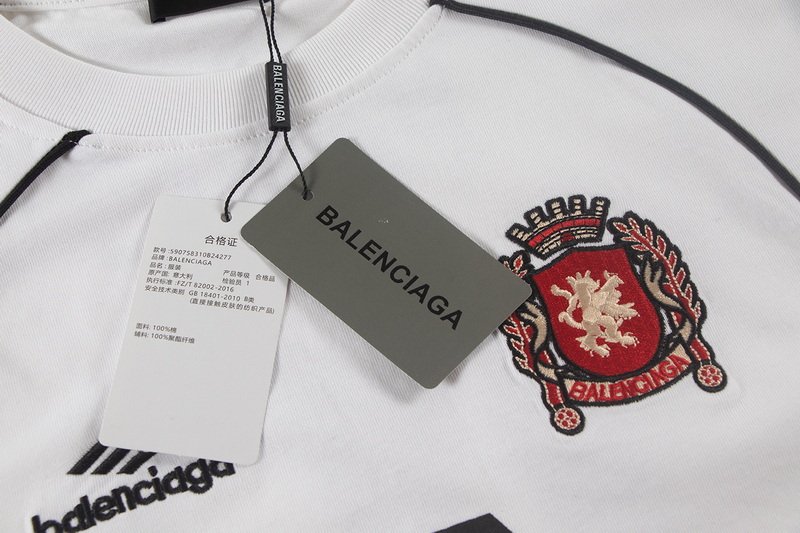 BALENCIAGA
BALENCIAGA
合格证
款号:590758310B24277
品牌:BALENCIAGA
品名:服装
原产国: 意大利 产品等级 合格品
检验员 1
执行标准:FZ/T 82002-2016
安全技术类别 GB 18401-2010 B类
(直接接触皮肤的纺织产品)
面料: 100%棉
辅料: 100%聚酯纤维
BALENCIAGA
balenciaga